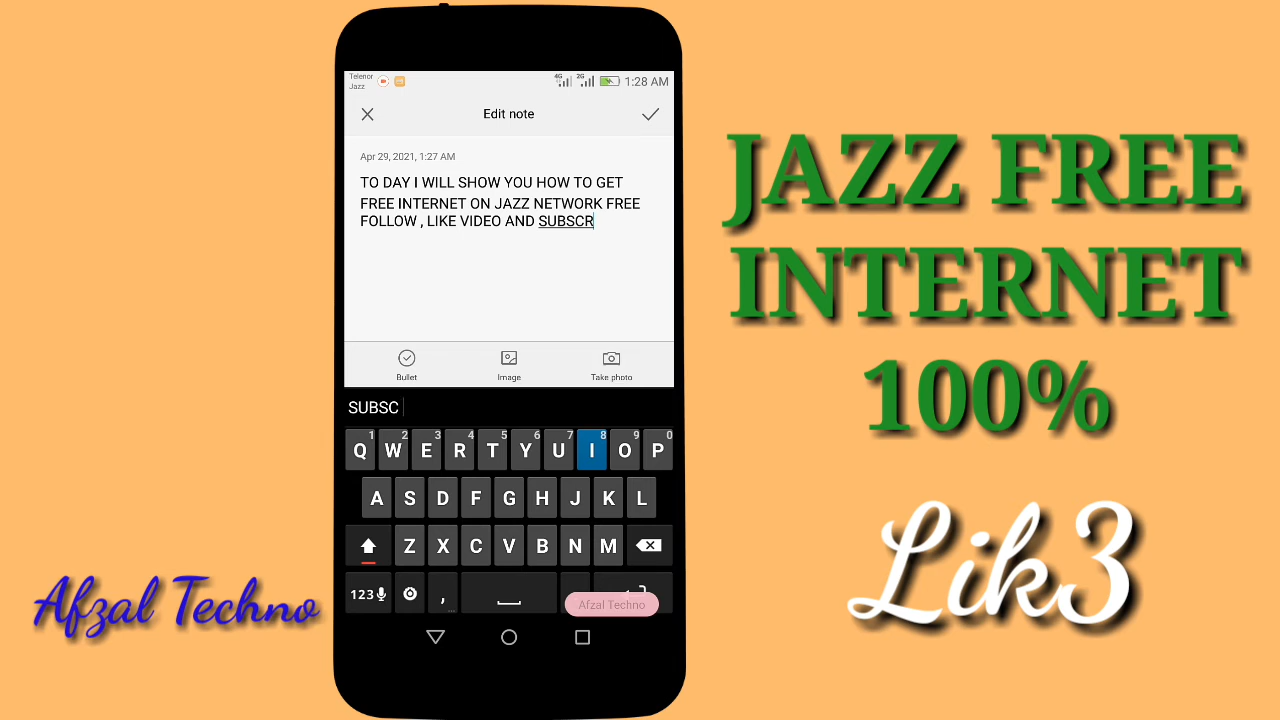 Telenor
Jazz
4G 2G 1:28 AM
Edit note
Apr 29, 2021, 1:27 AM
TO DAY I WILL SHOW YOU HOW TO GET
FREE INTERNET ON JAZZ NETWORK FREE
FOLLOW , LIKE VIDEO AND SUBSCR
Bullet Image Take photo
SUBSC
1 2 3 4 5 6 7 8 9 0
Q W E R T Y U I O P
A S D F G H J K L
Z X C V B N M
123 ,
Afzal Techno
JAZZ FREE
INTERNET
100%
Lik3
Afzal Techno